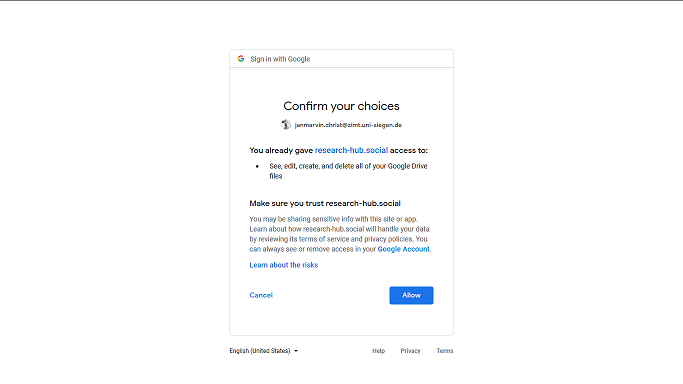 Sign in with Google
Confirm your choices
janmarvin.christ@zimt.uni-siegen.de
You already gave research-hub.social access to:
• See, edit, create, and delete all of your Google Drive
files
Make sure you trust research-hub.social
You may be sharing sensitive info with this site or app.
Learn about how research-hub.social will handle your data
by reviewing its terms of service and privacy policies. You
can always see or remove access in your Google Account.
Learn about the risks
Cancel Allow
English (United States) Help Privacy Terms